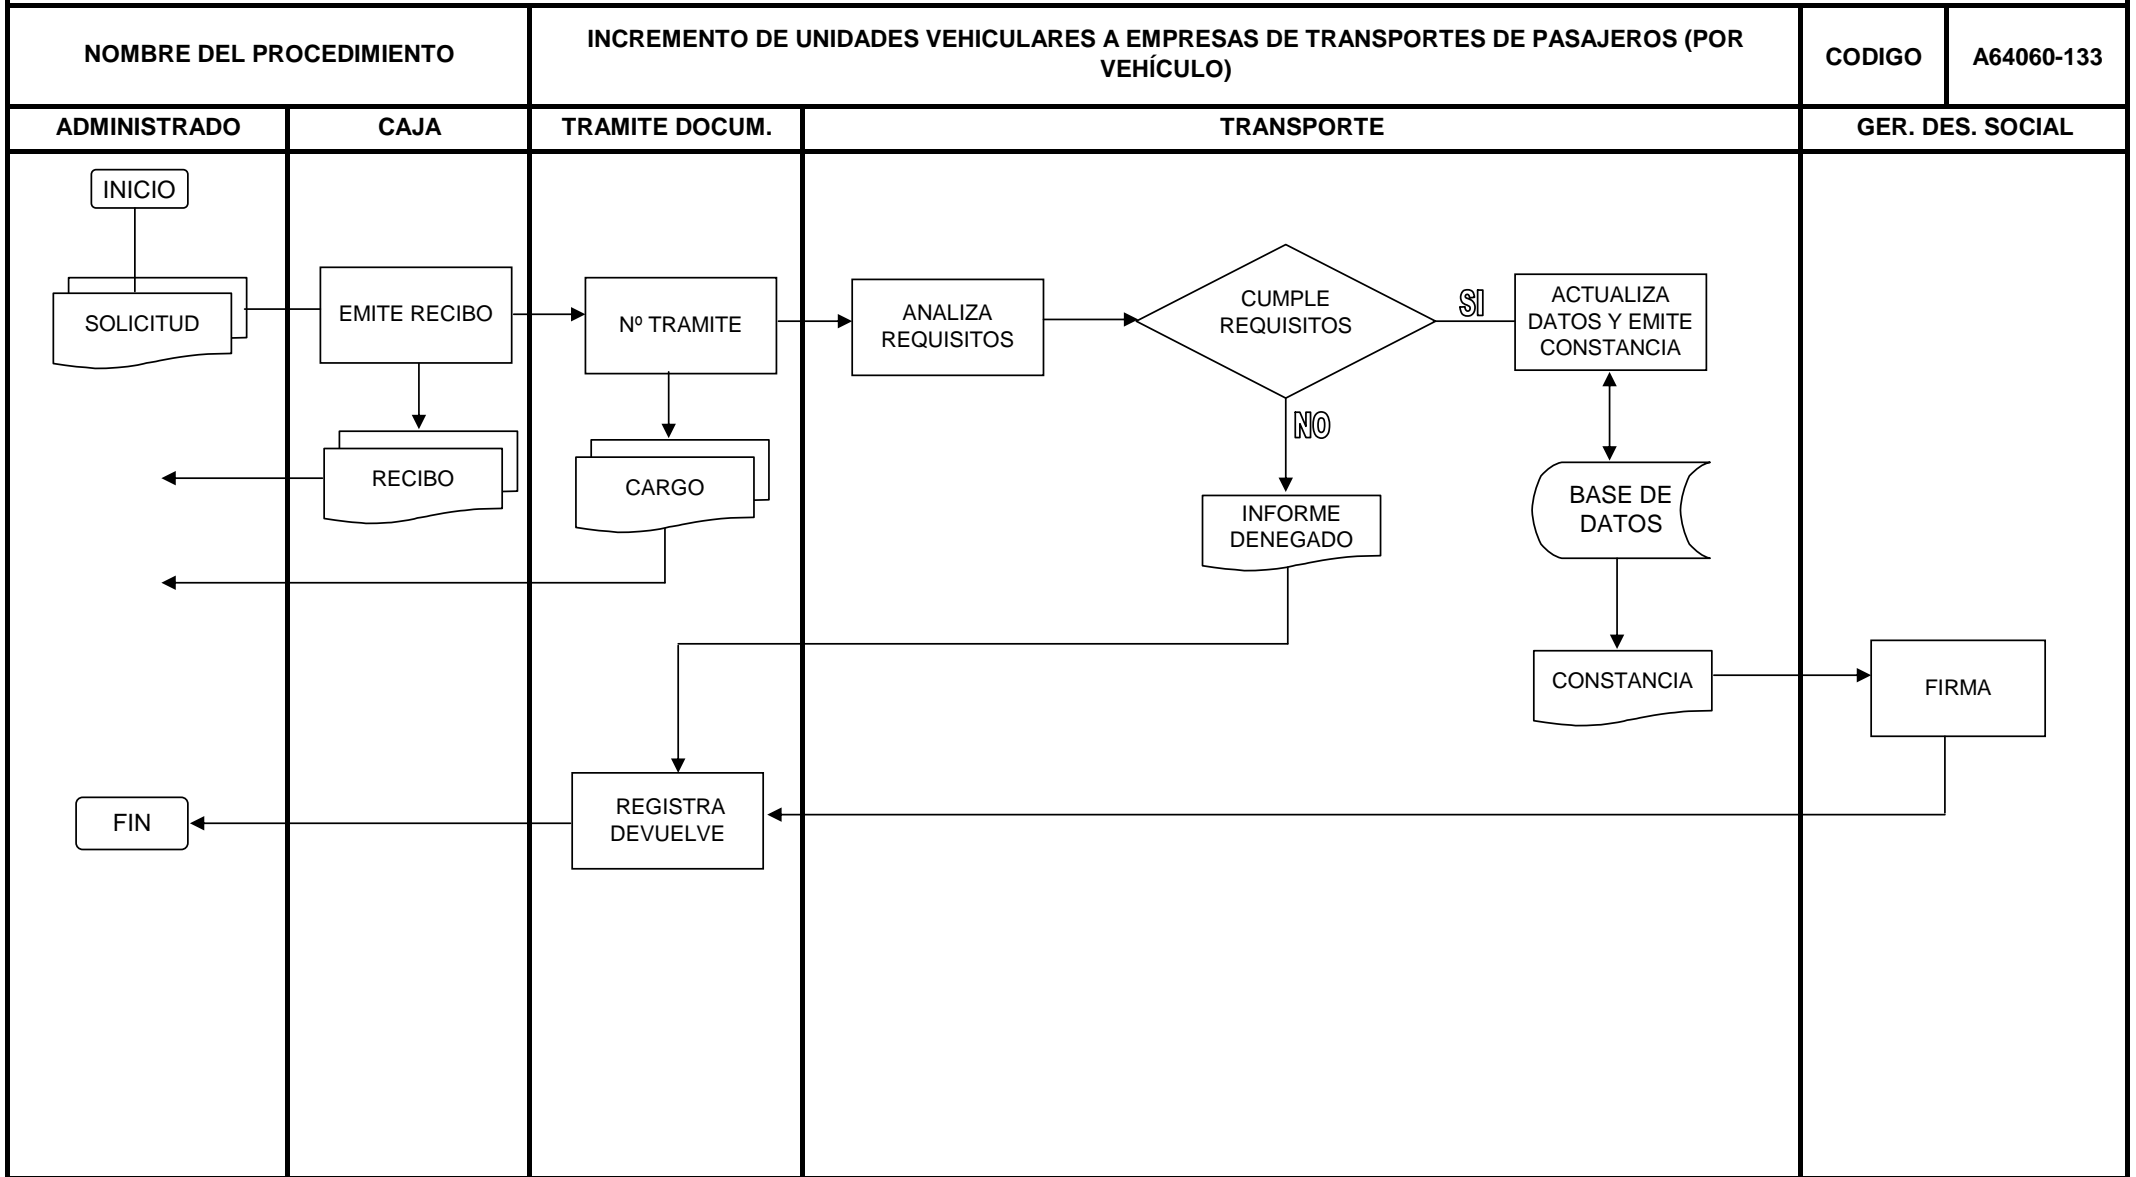 NOMBRE DEL PROCEDIMIENTO
INCREMENTO DE UNIDADES VEHICULARES A EMPRESAS DE TRANSPORTES DE PASAJEROS (POR
VEHÍCULO)
CODIGO
A64060-133
ADMINISTRADO
CAJA
TRAMITE DOCUM.
TRANSPORTE
GER. DES. SOCIAL
INICIO
SOLICITUD
EMITE RECIBO
Nº TRAMITE
ANALIZA
REQUISITOS
CUMPLE
REQUISITOS
SI
ACTUALIZA
DATOS Y EMITE
CONSTANCIA
NO
RECIBO
CARGO
INFORME
DENEGADO
BASE DE
DATOS
CONSTANCIA
FIRMA
REGISTRA
DEVUELVE
FIN